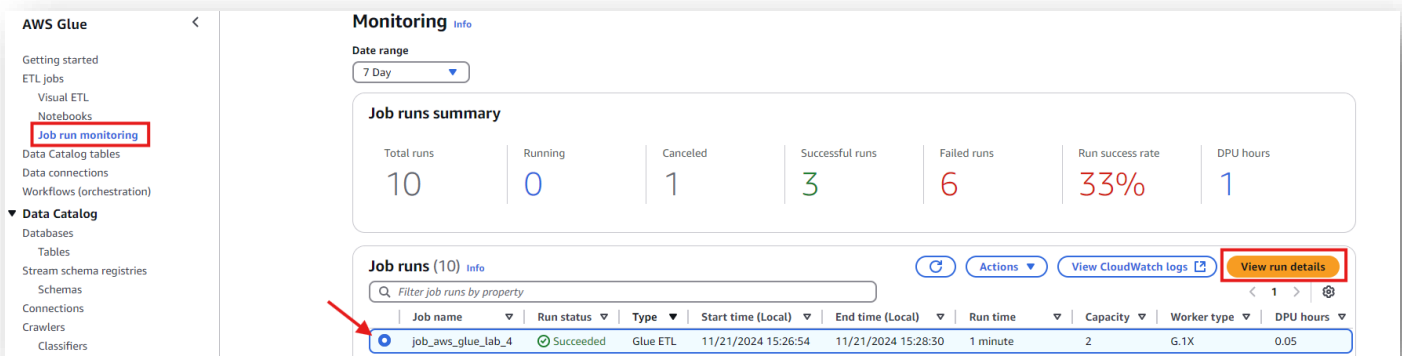 AWS Glue
Getting started
ETL jobs
Visual ETL
Notebooks
Job run monitoring
Data Catalog tables
Data connections
Workflows (orchestration)
Data Catalog
Databases
Tables
Stream schema registries
Schemas
Connections
Crawlers
Classifiers
Monitoring Info
Date range
7 Day
Job runs summary
Total runs Running Canceled Successful runs Failed runs Run success rate DPU hours
10 0 1 3 6 33% 1
Job runs (10) Info Actions View CloudWatch logs View run details
Filter job runs by property 1
Job name Run status Type Start time (Local) End time (Local) Run time Capacity Worker type DPU hours
job_aws_glue_lab_4 Succeeded Glue ETL 11/21/2024 15:26:54 11/21/2024 15:28:30 1 minute 2 G.1X 0.05